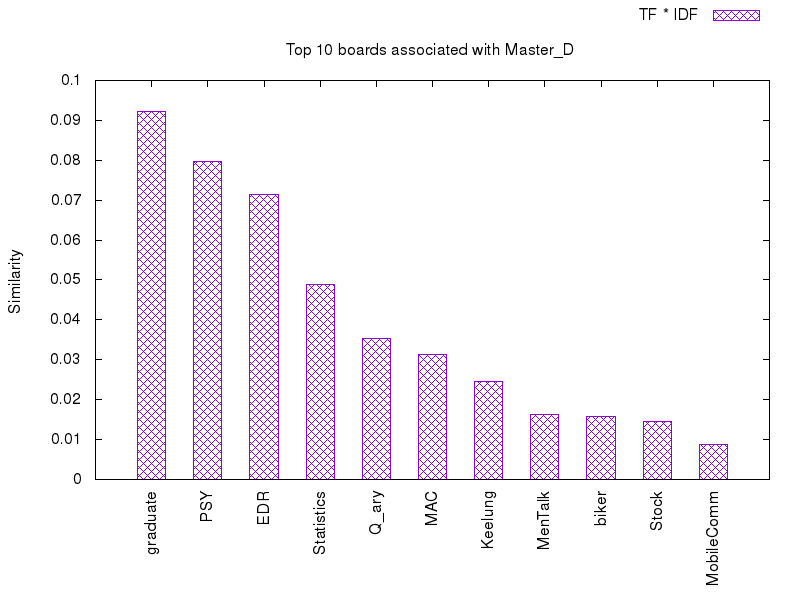 TF * IDF
Top 10 boards associated with Master_D
0.1
0.09
0.08
0.07
0.06
0.05
0.04
0.03
0.02
0.01
0
Similarity
graduate
PSY
EDR
Statistics
Q_ary
MAC
Keelung
MenTalk
biker
Stock
MobileComm